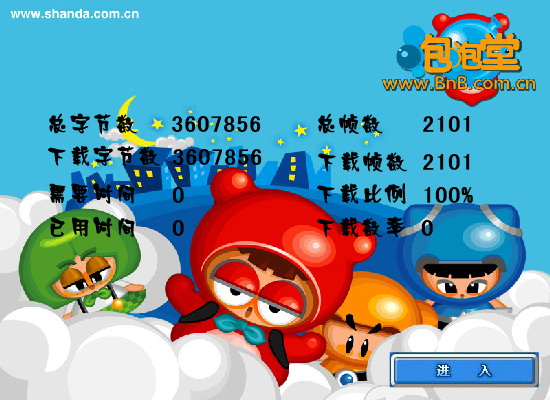 www.shanda.com.cn
包泡堂
www.BnB.com.cn
总字节数 3607856 总帧数 2101
下载字节数 3607856 下载帧数 2101
需要时间 0 下载比例 100%
已用时间 0 下载数率 0
进 入